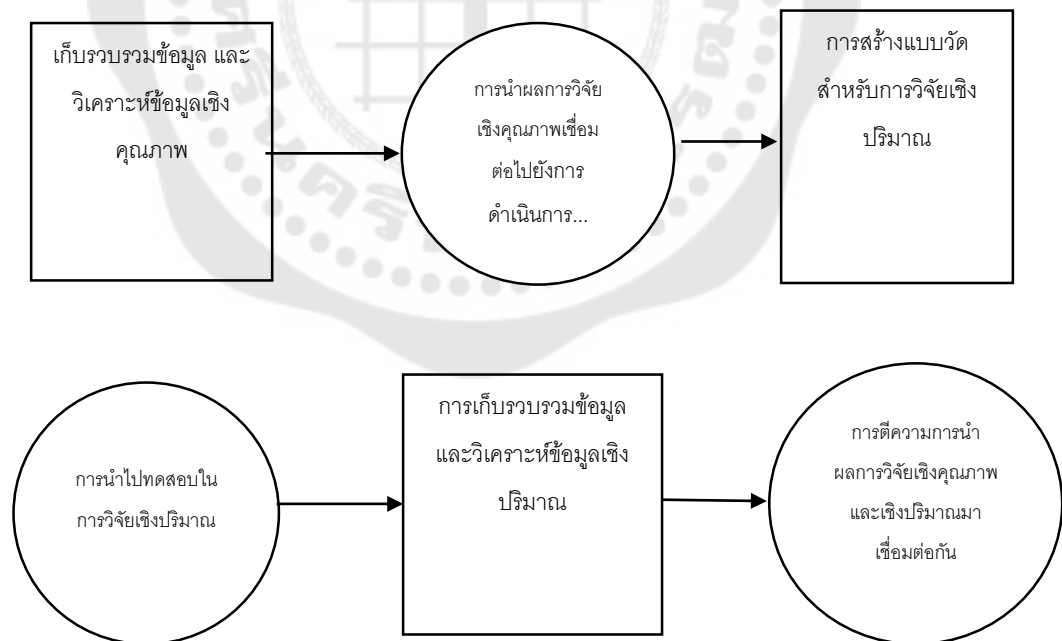 เก็บรวบรวมข้อมูล และ
วิเคราะห์ข้อมูลเชิง
คุณภาพ
การนำผลการวิจัย
เชิงคุณภาพเชื่อม
ต่อไปยังการ
ดำเนินการ...
การสร้างแบบวัด
สำหรับการวิจัยเชิง
ปริมาณ
การนำไปทดสอบใน
การวิจัยเชิงปริมาณ
การเก็บรวบรวมข้อมูล
และวิเคราะห์ข้อมูลเชิง
ปริมาณ
การตีความการนำ
ผลการวิจัยเชิงคุณภาพ
และเชิงปริมาณมา
เชื่อมต่อกัน